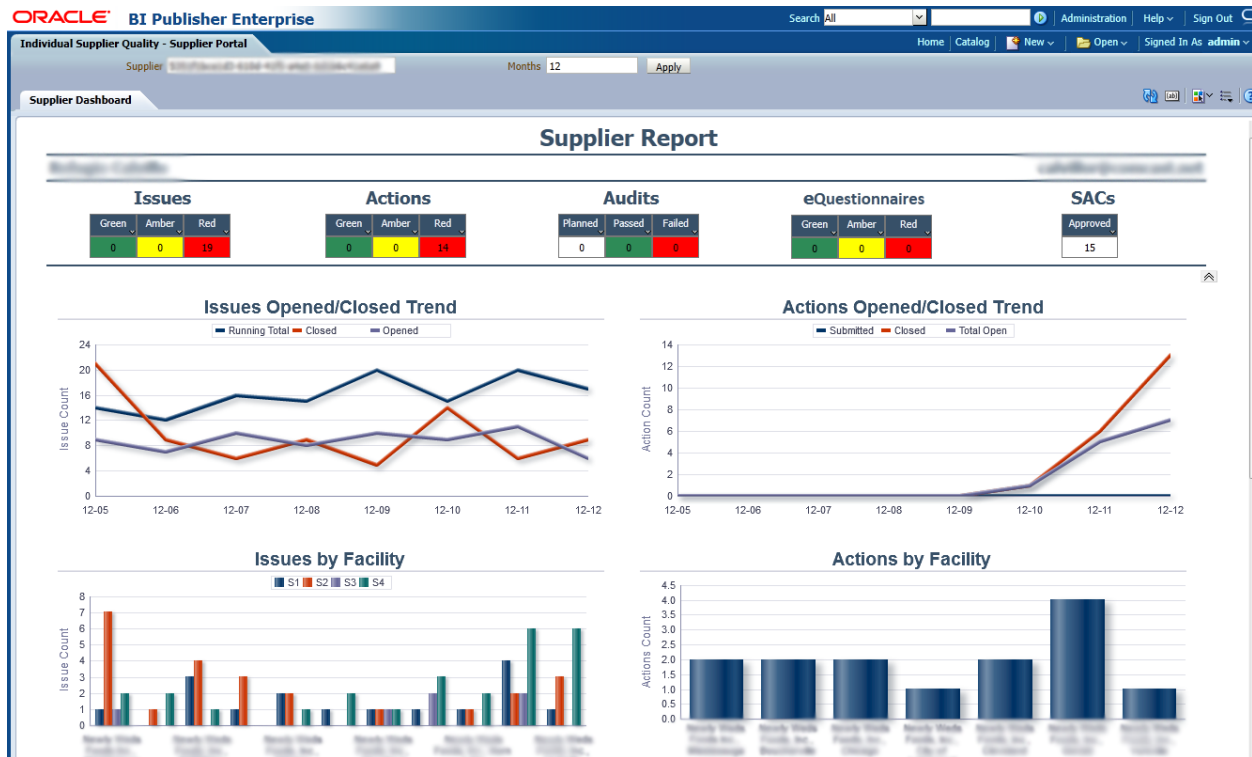 ORACLE BI Publisher Enterprise
Search All Administration Help Sign Out
Individual Supplier Quality - Supplier Portal
Home Catalog New Open Signed In As admin
Supplier Months 12 Apply
Supplier Dashboard
Supplier Report
Issues Actions Audits eQuestionnaires SACs
Green Amber Red Green Amber Red Planned Passed Failed Green Amber Red Approved
0 0 19 0 0 14 0 0 0 0 0 0 15
Issues Opened/Closed Trend
Running Total Closed Opened
24
20
16
12
8
4
0
Issue Count
12-05 12-06 12-07 12-08 12-09 12-10 12-11 12-12
Actions Opened/Closed Trend
Submitted Closed Total Open
14
12
10
8
6
4
2
0
Action Count
12-05 12-06 12-07 12-08 12-09 12-10 12-11 12-12
Issues by Facility
S1 S2 S3 S4
8
7
6
5
4
3
2
1
0
Issue Count
Actions by Facility
4.5
4.0
3.5
3.0
2.5
2.0
1.5
1.0
0.5
0.0
Actions Count